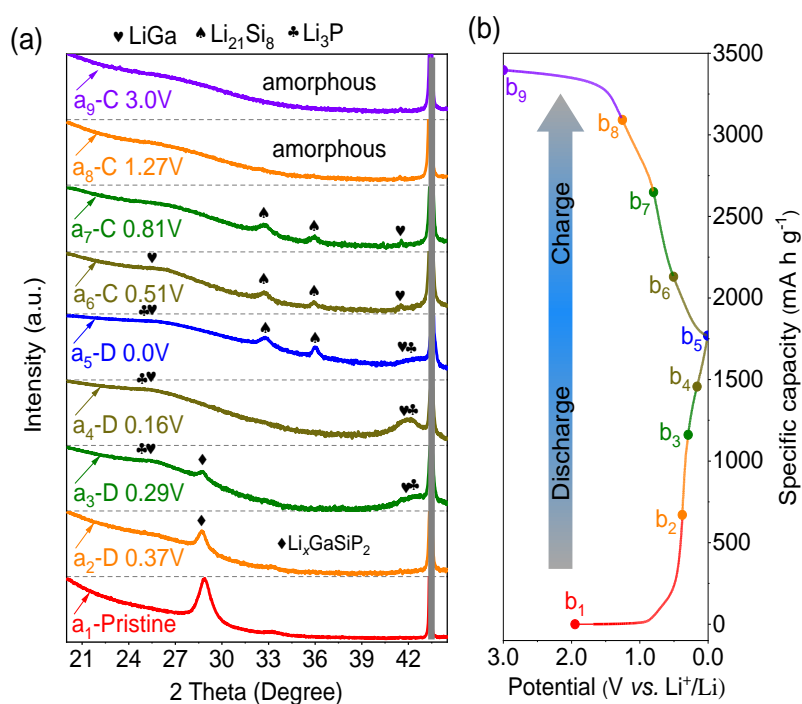 (a)
♥ LiGa ♠ Li₂₁Si₈ ♣ Li₃P
a₉-C 3.0V
amorphous
a₈-C 1.27V
amorphous
a₇-C 0.81V
♠ ♠ ♥
a₆-C 0.51V
♥ ♠ ♠ ♥
a₅-D 0.0V
♣♥ ♠ ♠ ♥♣
a₄-D 0.16V
♣♥ ♥♣
a₃-D 0.29V
♣♥ ♦ ♥♣
a₂-D 0.37V
♦ ♦LiₓGaSiP₂
a₁-Pristine
Intensity (a.u.)
21 24 27 30 33 36 39 42
2 Theta (Degree)
(b)
b₉
b₈
b₇
b₆
b₅
b₄
b₃
b₂
b₁
Charge
Discharge
3500
3000
2500
2000
1500
1000
500
0
Specific capacity (mA h g⁻¹)
3.0 2.0 1.0 0.0
Potential (V vs. Li⁺/Li)